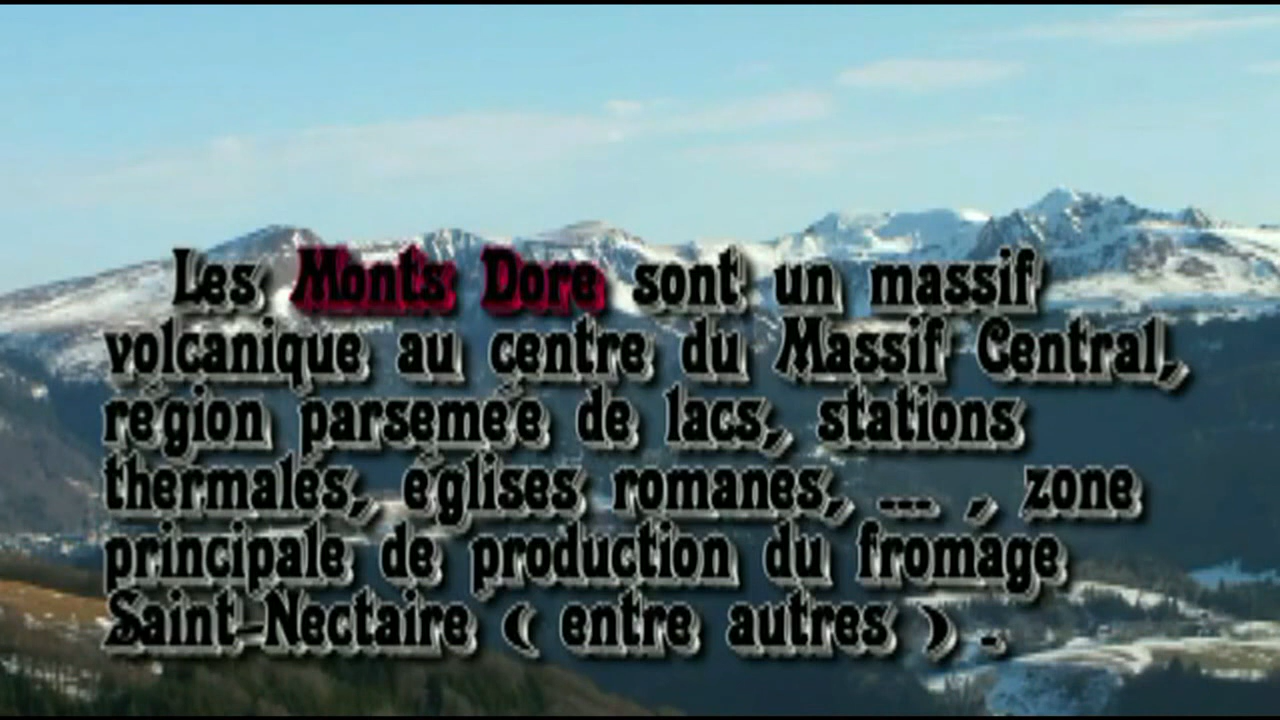 Les Monts Dore sont un massif
volcanique au centre du Massif Central,
région parsemée de lacs, stations
thermales, églises romanes, ... , zone
principale de production du fromage
Saint-Nectaire ( entre autres ) .